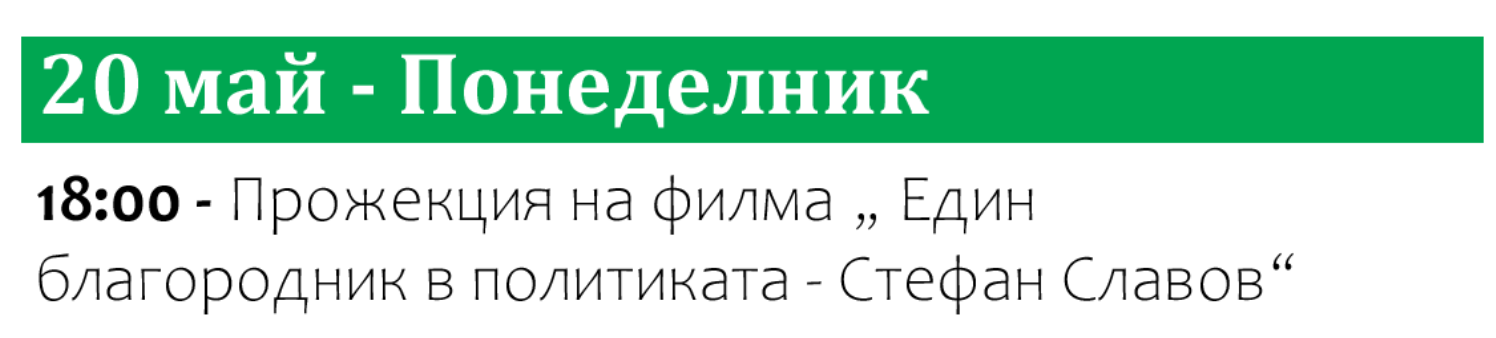 20 май - Понеделник
18:00 - Прожекция на филма „ Един
благородник в политиката - Стефан Славов“